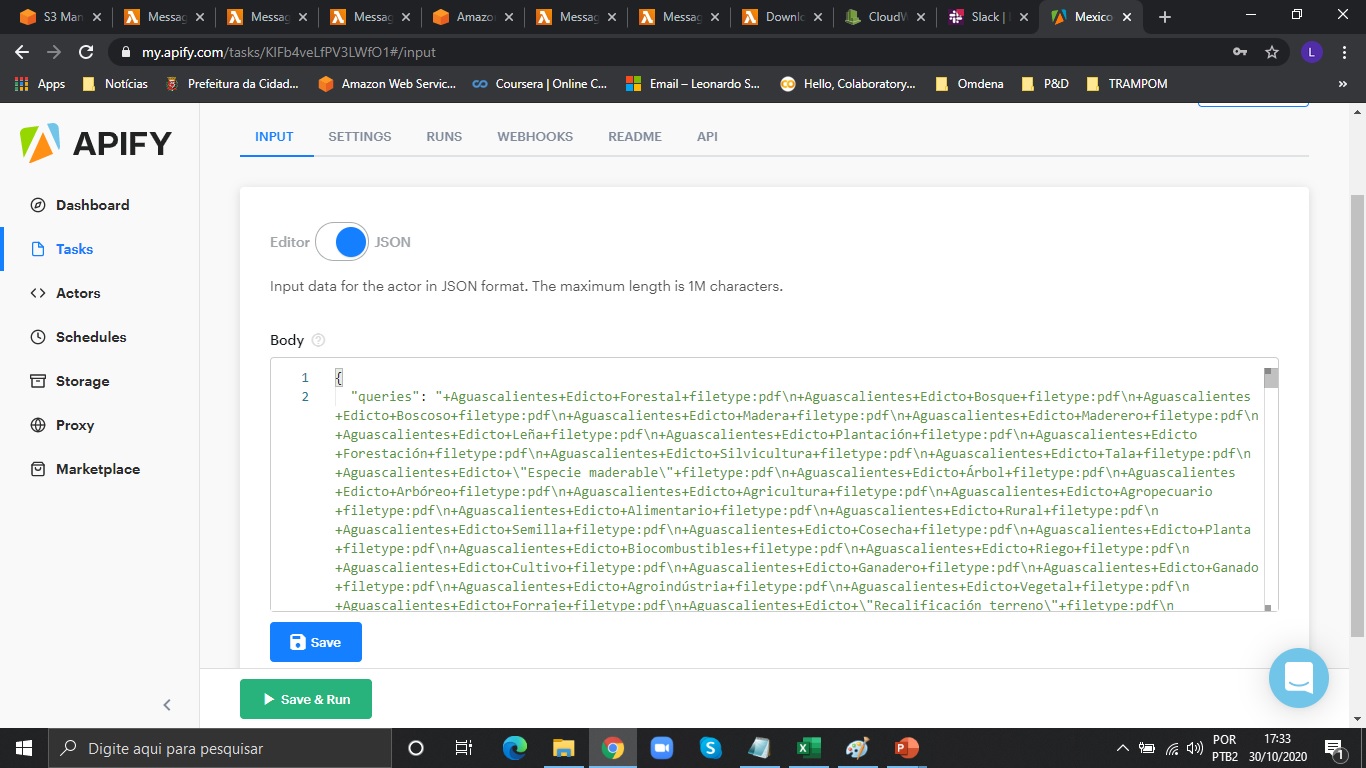 S3 Man
Messag
Messag
Messag
Amazo
Messag
Messag
Downl
CloudW
Slack |
Mexico
my.apify.com/tasks/KlFb4veLfPV3LWfO1#/input
L
Apps
Notícias
Prefeitura da Cidad...
Amazon Web Servic...
Coursera | Online C...
Email – Leonardo S...
Hello, Colaboratory...
Omdena
P&D
TRAMPOM
»
APIFY
INPUT
SETTINGS
RUNS
WEBHOOKS
README
API
Dashboard
Tasks
Actors
Schedules
Storage
Proxy
Marketplace
Editor
JSON
Input data for the actor in JSON format. The maximum length is 1M characters.
Body ?
1 {
2 "queries": "+Aguascalientes+Edicto+Forestal+filetype:pdf\n+Aguascalientes+Edicto+Bosque+filetype:pdf\n+Aguascalientes
+Edicto+Boscoso+filetype:pdf\n+Aguascalientes+Edicto+Madera+filetype:pdf\n+Aguascalientes+Edicto+Maderero+filetype:pdf\n
+Aguascalientes+Edicto+Leña+filetype:pdf\n+Aguascalientes+Edicto+Plantación+filetype:pdf\n+Aguascalientes+Edicto
+Forestación+filetype:pdf\n+Aguascalientes+Edicto+Silvicultura+filetype:pdf\n+Aguascalientes+Edicto+Tala+filetype:pdf\n
+Aguascalientes+Edicto+\"Especie maderable\"+filetype:pdf\n+Aguascalientes+Edicto+Árbol+filetype:pdf\n+Aguascalientes
+Edicto+Arbóreo+filetype:pdf\n+Aguascalientes+Edicto+Agricultura+filetype:pdf\n+Aguascalientes+Edicto+Agropecuario
+filetype:pdf\n+Aguascalientes+Edicto+Alimentario+filetype:pdf\n+Aguascalientes+Edicto+Rural+filetype:pdf\n
+Aguascalientes+Edicto+Semilla+filetype:pdf\n+Aguascalientes+Edicto+Cosecha+filetype:pdf\n+Aguascalientes+Edicto+Planta
+filetype:pdf\n+Aguascalientes+Edicto+Biocombustibles+filetype:pdf\n+Aguascalientes+Edicto+Riego+filetype:pdf\n
+Aguascalientes+Edicto+Cultivo+filetype:pdf\n+Aguascalientes+Edicto+Ganadero+filetype:pdf\n+Aguascalientes+Edicto+Ganado
+filetype:pdf\n+Aguascalientes+Edicto+Agroindústria+filetype:pdf\n+Aguascalientes+Edicto+Vegetal+filetype:pdf\n
+Aguascalientes+Edicto+Forraje+filetype:pdf\n+Aguascalientes+Edicto+\"Recalificación terreno\"+filetype:pdf\n
Save
Save & Run
Digite aqui para pesquisar
POR
PTB2
17:33
30/10/2020
1